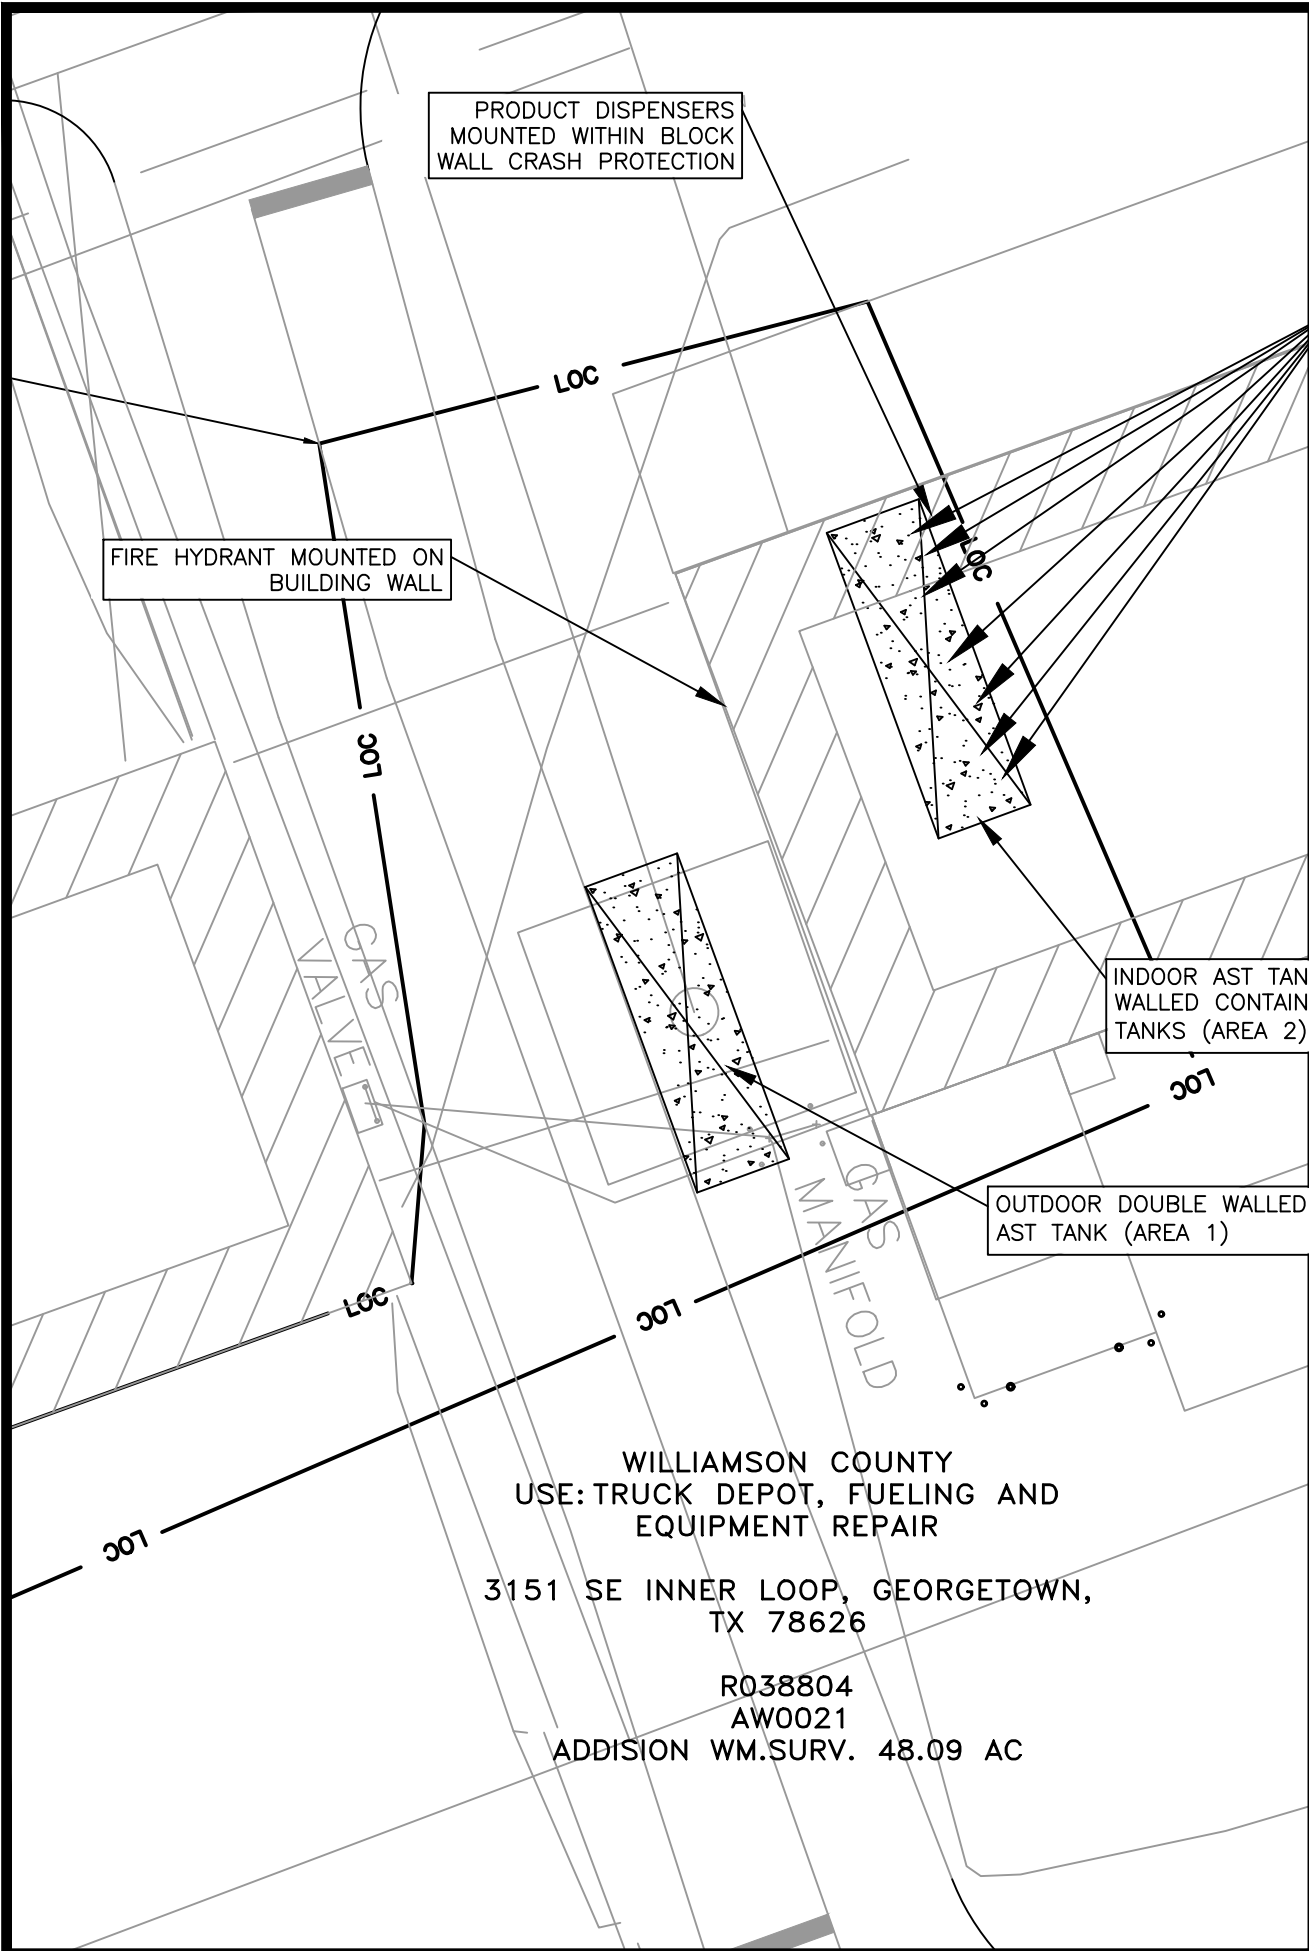 PRODUCT DISPENSERS
MOUNTED WITHIN BLOCK
WALL CRASH PROTECTION
LOC
LOC
FIRE HYDRANT MOUNTED ON
BUILDING WALL
LOC
GAS
VALVE
INDOOR AST TAN
WALLED CONTAIN
TANKS (AREA 2)
LOC
GAS
MANIFOLD
OUTDOOR DOUBLE WALLED
AST TANK (AREA 1)
LOC
LOC
LOC
WILLIAMSON COUNTY
USE: TRUCK DEPOT, FUELING AND
EQUIPMENT REPAIR
3151 SE INNER LOOP, GEORGETOWN,
TX 78626
R038804
AW0021
ADDISION WM.SURV. 48.09 AC